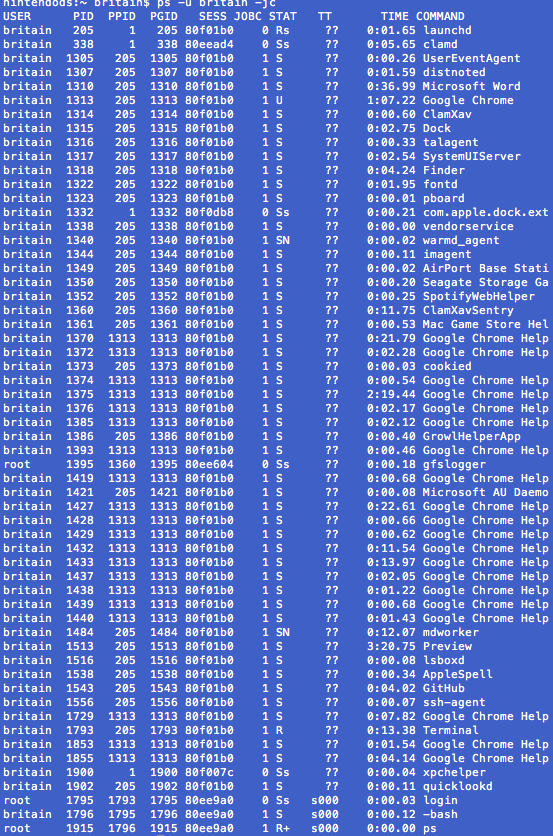 nintendods:~ britain$ ps -u britain -jc
USER PID PPID PGID SESS JOBC STAT TT TIME COMMAND
britain 205 1 205 80f01b0 0 Rs ?? 0:01.65 launchd
britain 338 1 338 80eead4 0 Ss ?? 0:05.65 clamd
britain 1305 205 1305 80f01b0 1 S ?? 0:00.26 UserEventAgent
britain 1307 205 1307 80f01b0 1 S ?? 0:01.59 distnoted
britain 1310 205 1310 80f01b0 1 S ?? 0:36.99 Microsoft Word
britain 1313 205 1313 80f01b0 1 U ?? 1:07.22 Google Chrome
britain 1314 205 1314 80f01b0 1 S ?? 0:00.60 ClamXav
britain 1315 205 1315 80f01b0 1 S ?? 0:02.75 Dock
britain 1316 205 1316 80f01b0 1 S ?? 0:00.33 talagent
britain 1317 205 1317 80f01b0 1 S ?? 0:02.54 SystemUIServer
britain 1318 205 1318 80f01b0 1 S ?? 0:04.24 Finder
britain 1322 205 1322 80f01b0 1 S ?? 0:01.95 fontd
britain 1323 205 1323 80f01b0 1 S ?? 0:00.01 pboard
britain 1332 1 1332 80f0db8 0 Ss ?? 0:00.21 com.apple.dock.ext
britain 1338 205 1338 80f01b0 1 S ?? 0:00.00 vendorservice
britain 1340 205 1340 80f01b0 1 SN ?? 0:00.02 warmd_agent
britain 1344 205 1344 80f01b0 1 S ?? 0:00.11 imagent
britain 1349 205 1349 80f01b0 1 S ?? 0:00.02 AirPort Base Stati
britain 1350 205 1350 80f01b0 1 S ?? 0:00.20 Seagate Storage Ga
britain 1352 205 1352 80f01b0 1 S ?? 0:00.25 SpotifyWebHelper
britain 1360 205 1360 80f01b0 1 S ?? 0:11.75 ClamXavSentry
britain 1361 205 1361 80f01b0 1 S ?? 0:00.53 Mac Game Store Hel
britain 1370 1313 1313 80f01b0 1 S ?? 0:21.79 Google Chrome Help
britain 1372 1313 1313 80f01b0 1 S ?? 0:02.28 Google Chrome Help
britain 1373 205 1373 80f01b0 1 S ?? 0:00.03 cookied
britain 1374 1313 1313 80f01b0 1 S ?? 0:00.54 Google Chrome Help
britain 1375 1313 1313 80f01b0 1 S ?? 2:19.44 Google Chrome Help
britain 1376 1313 1313 80f01b0 1 S ?? 0:02.17 Google Chrome Help
britain 1385 1313 1313 80f01b0 1 S ?? 0:02.12 Google Chrome Help
britain 1386 205 1386 80f01b0 1 S ?? 0:00.40 GrowlHelperApp
britain 1393 1313 1313 80f01b0 1 S ?? 0:00.46 Google Chrome Help
root 1395 1360 1395 80ee604 0 Ss ?? 0:00.18 gfslogger
britain 1419 1313 1313 80f01b0 1 S ?? 0:00.68 Google Chrome Help
britain 1421 205 1421 80f01b0 1 S ?? 0:00.08 Microsoft AU Daemo
britain 1427 1313 1313 80f01b0 1 S ?? 0:22.61 Google Chrome Help
britain 1428 1313 1313 80f01b0 1 S ?? 0:00.66 Google Chrome Help
britain 1429 1313 1313 80f01b0 1 S ?? 0:00.62 Google Chrome Help
britain 1432 1313 1313 80f01b0 1 S ?? 0:11.54 Google Chrome Help
britain 1433 1313 1313 80f01b0 1 S ?? 0:13.97 Google Chrome Help
britain 1437 1313 1313 80f01b0 1 S ?? 0:02.05 Google Chrome Help
britain 1438 1313 1313 80f01b0 1 S ?? 0:01.22 Google Chrome Help
britain 1439 1313 1313 80f01b0 1 S ?? 0:00.68 Google Chrome Help
britain 1440 1313 1313 80f01b0 1 S ?? 0:01.43 Google Chrome Help
britain 1484 205 1484 80f01b0 1 SN ?? 0:12.07 mdworker
britain 1513 205 1513 80f01b0 1 S ?? 3:20.75 Preview
britain 1516 205 1516 80f01b0 1 S ?? 0:00.08 lsboxd
britain 1538 205 1538 80f01b0 1 S ?? 0:00.34 AppleSpell
britain 1543 205 1543 80f01b0 1 S ?? 0:04.02 GitHub
britain 1556 205 1556 80f01b0 1 S ?? 0:00.07 ssh-agent
britain 1729 1313 1313 80f01b0 1 S ?? 0:07.82 Google Chrome Help
britain 1793 205 1793 80f01b0 1 R ?? 0:13.38 Terminal
britain 1853 1313 1313 80f01b0 1 S ?? 0:01.54 Google Chrome Help
britain 1855 1313 1313 80f01b0 1 S ?? 0:04.14 Google Chrome Help
britain 1900 1 1900 80f007c 0 Ss ?? 0:00.04 xpchelper
britain 1902 205 1902 80f01b0 1 S ?? 0:00.11 quicklookd
root 1795 1793 1795 80ee9a0 0 Ss s000 0:00.03 login
britain 1796 1795 1796 80ee9a0 1 S s000 0:00.12 -bash
root 1915 1796 1915 80ee9a0 1 R+ s000 0:00.00 ps